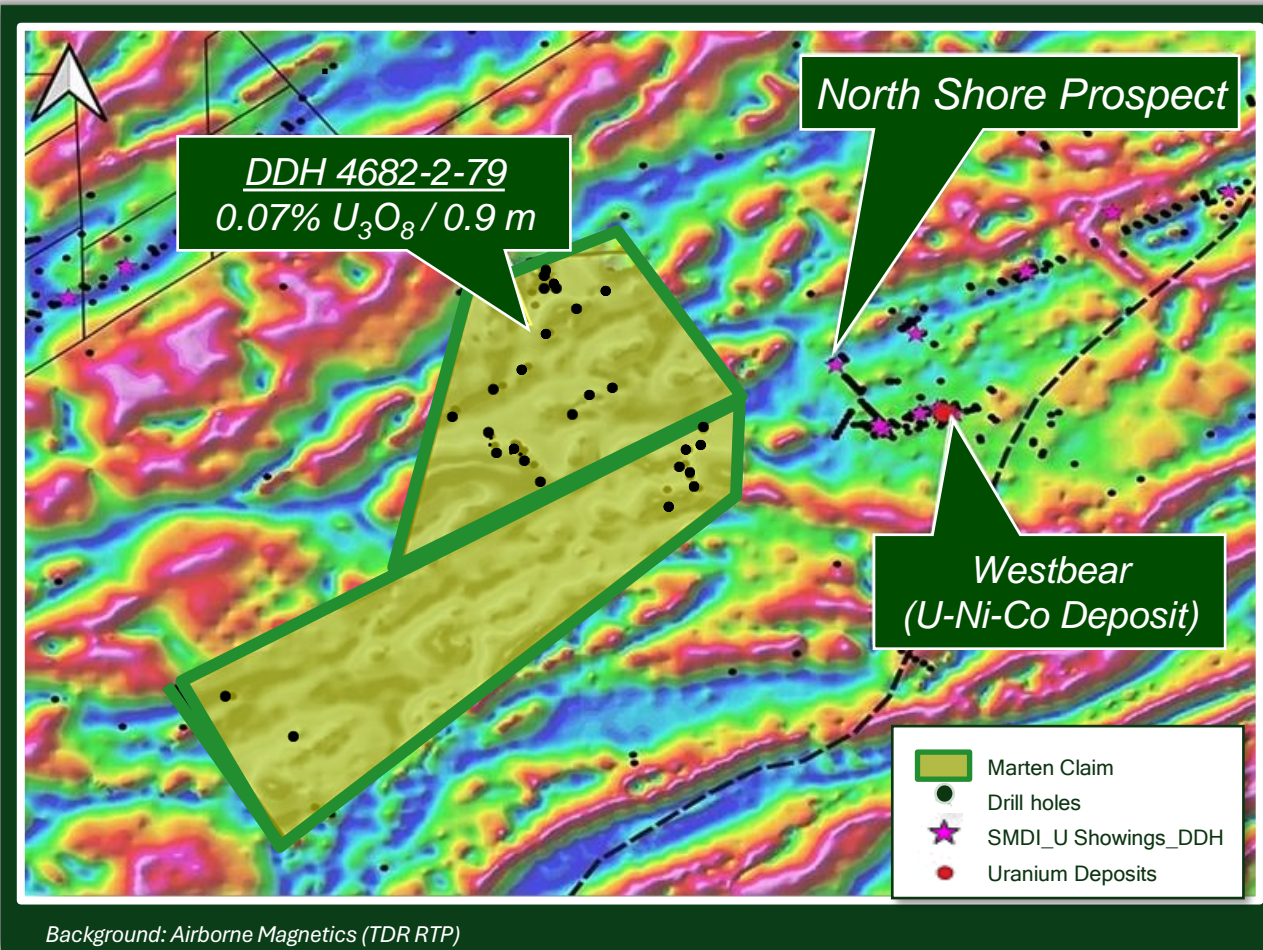 North Shore Prospect
DDH 4682-2-79
0.07% U₃O₈ / 0.9 m
Westbear
(U-Ni-Co Deposit)
Marten Claim
Drill holes
SMDI_U Showings_DDH
Uranium Deposits
Background: Airborne Magnetics (TDR RTP)